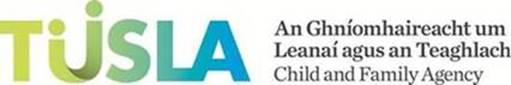 TUSLA
An Ghníomhaireacht um
Leanaí agus an Teaghlach
Child and Family Agency